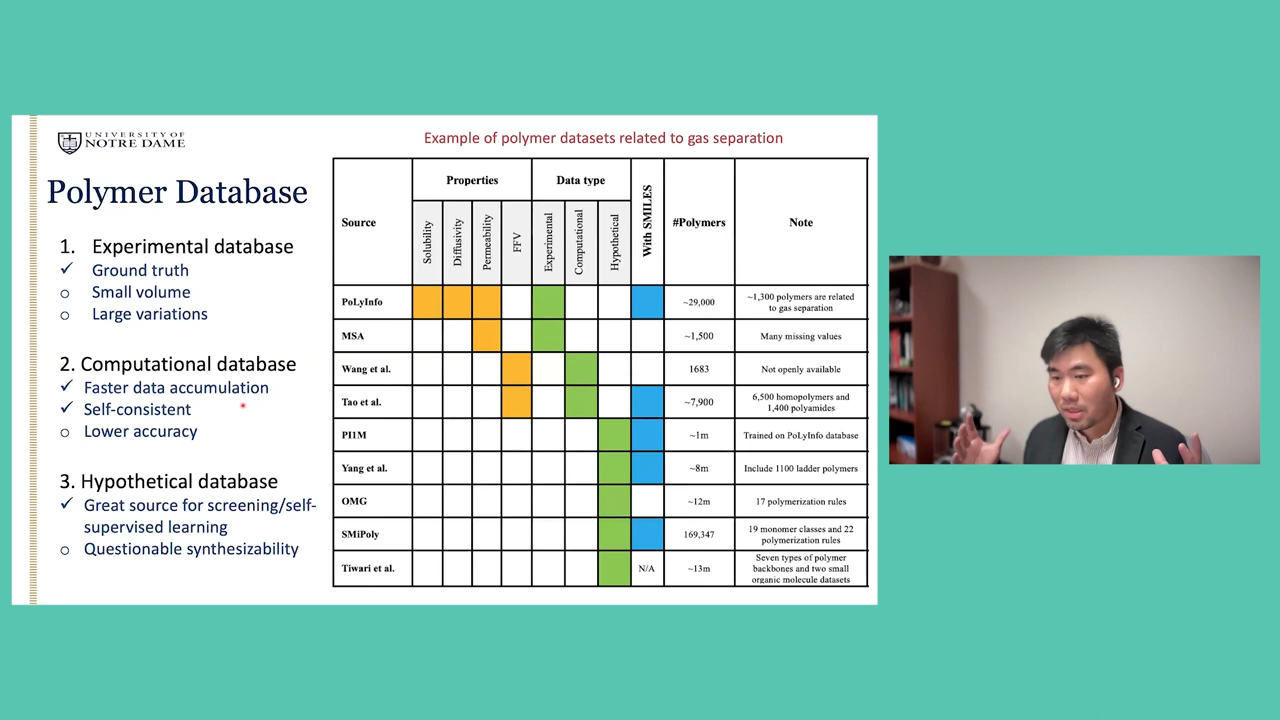 UNIVERSITY OF
NOTRE DAME
Polymer Database
1. Experimental database
✓ Ground truth
o Small volume
o Large variations
2. Computational database
✓ Faster data accumulation
✓ Self-consistent
o Lower accuracy
3. Hypothetical database
✓ Great source for screening/self-
supervised learning
o Questionable synthesizability
Example of polymer datasets related to gas separation
Source Properties Data type With SMILES #Polymers Note
Solubility Diffusivity Permeability FFV Experimental Computational Hypothetical
PoLyInfo ~29,000 ~1,300 polymers are related
to gas separation
MSA ~1,500 Many missing values
Wang et al. 1683 Not openly available
Tao et al. ~7,900 6,500 homopolymers and
1,400 polyamides
PI1M ~1m Trained on PoLyInfo database
Yang et al. ~8m Include 1100 ladder polymers
OMG ~12m 17 polymerization rules
SMiPoly 169,347 19 monomer classes and 22
polymerization rules
Tiwari et al. N/A ~13m Seven types of polymer
backbones and two small
organic molecule datasets